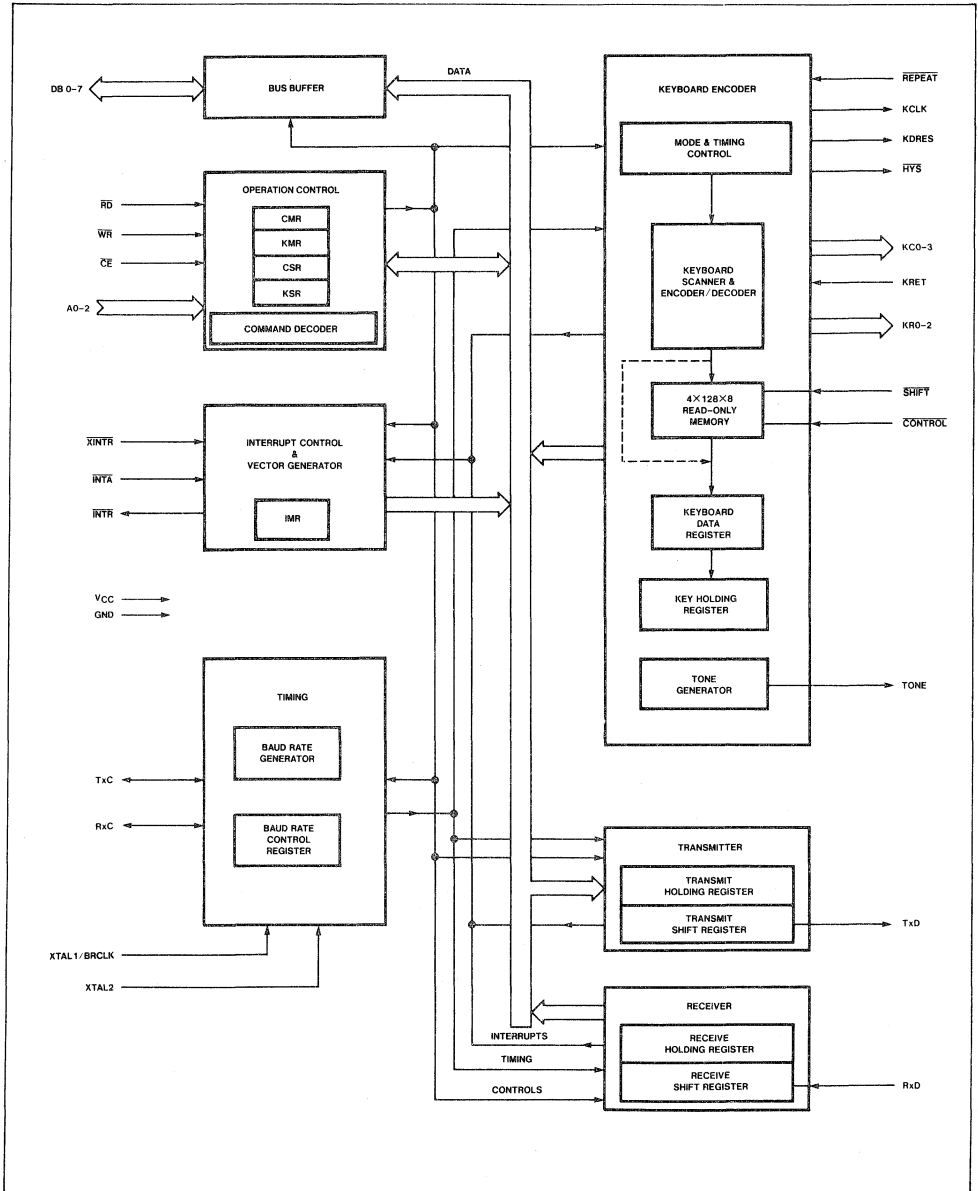 DATA
DB 0–7
BUS BUFFER
OPERATION CONTROL
CMR
KMR
CSR
KSR
COMMAND DECODER
RD
WR
CE
A0–2
INTERRUPT CONTROL
&
VECTOR GENERATOR
IMR
XINTR
INTA
INTR
VCC
GND
TIMING
BAUD RATE
GENERATOR
BAUD RATE
CONTROL
REGISTER
TxC
RxC
XTAL1/BRCLK
XTAL2
KEYBOARD ENCODER
MODE & TIMING
CONTROL
KEYBOARD
SCANNER &
ENCODER/DECODER
4×128×8
READ-ONLY
MEMORY
KEYBOARD
DATA
REGISTER
KEY HOLDING
REGISTER
TONE
GENERATOR
REPEAT
KCLK
KDRES
HYS
KC0–3
KRET
KR0–2
SHIFT
CONTROL
TONE
TRANSMITTER
TRANSMIT
HOLDING REGISTER
TRANSMIT
SHIFT REGISTER
TxD
RECEIVER
RECEIVE
HOLDING REGISTER
RECEIVE
SHIFT REGISTER
RxD
INTERRUPTS
TIMING
CONTROLS